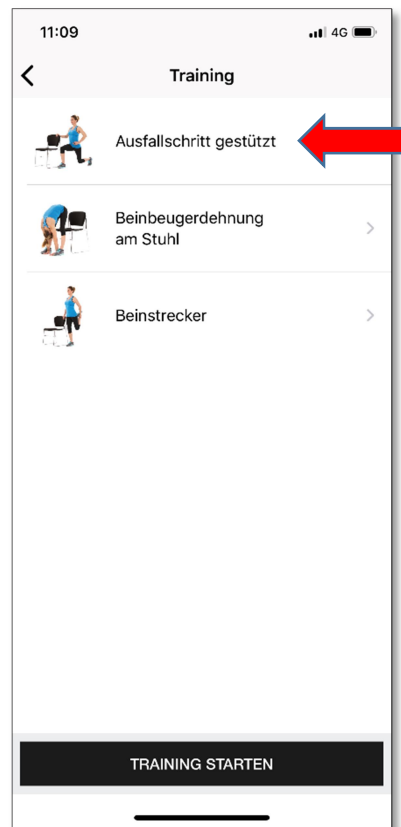 11:09
4G
Training
Ausfallschritt gestützt
Beinbeugerdehnung
am Stuhl
Beinstrecker
TRAINING STARTEN